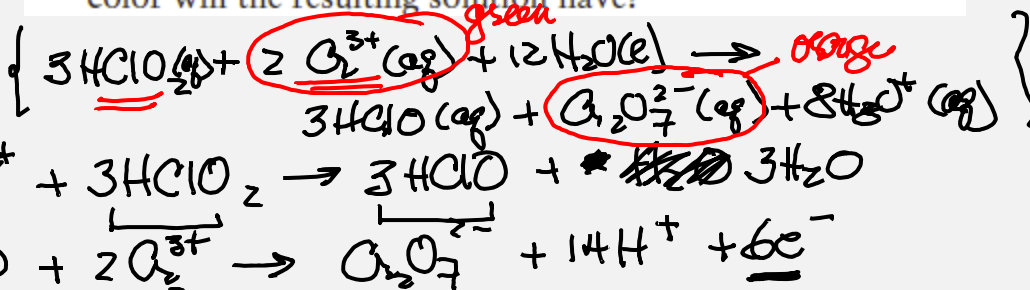 color will the resulting solution have?
green
3HClO₂(aq) + 2 Cr³⁺(aq) + 12H₂O(l) → orange
3HClO(aq) + Cr₂O₇²⁻(aq) + 8H₃O⁺(aq)
+ 3HClO₂ → 3HClO + 3H₂O
+ 2Cr³⁺ → Cr₂O₇²⁻ + 14H⁺ + 6e⁻